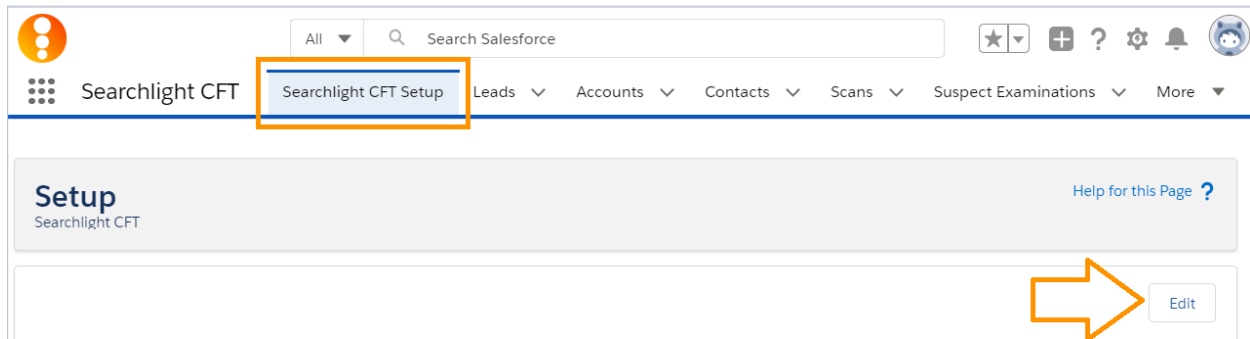 All Search Salesforce
Searchlight CFT Searchlight CFT Setup Leads Accounts Contacts Scans Suspect Examinations More
Setup
Searchlight CFT
Help for this Page ?
Edit